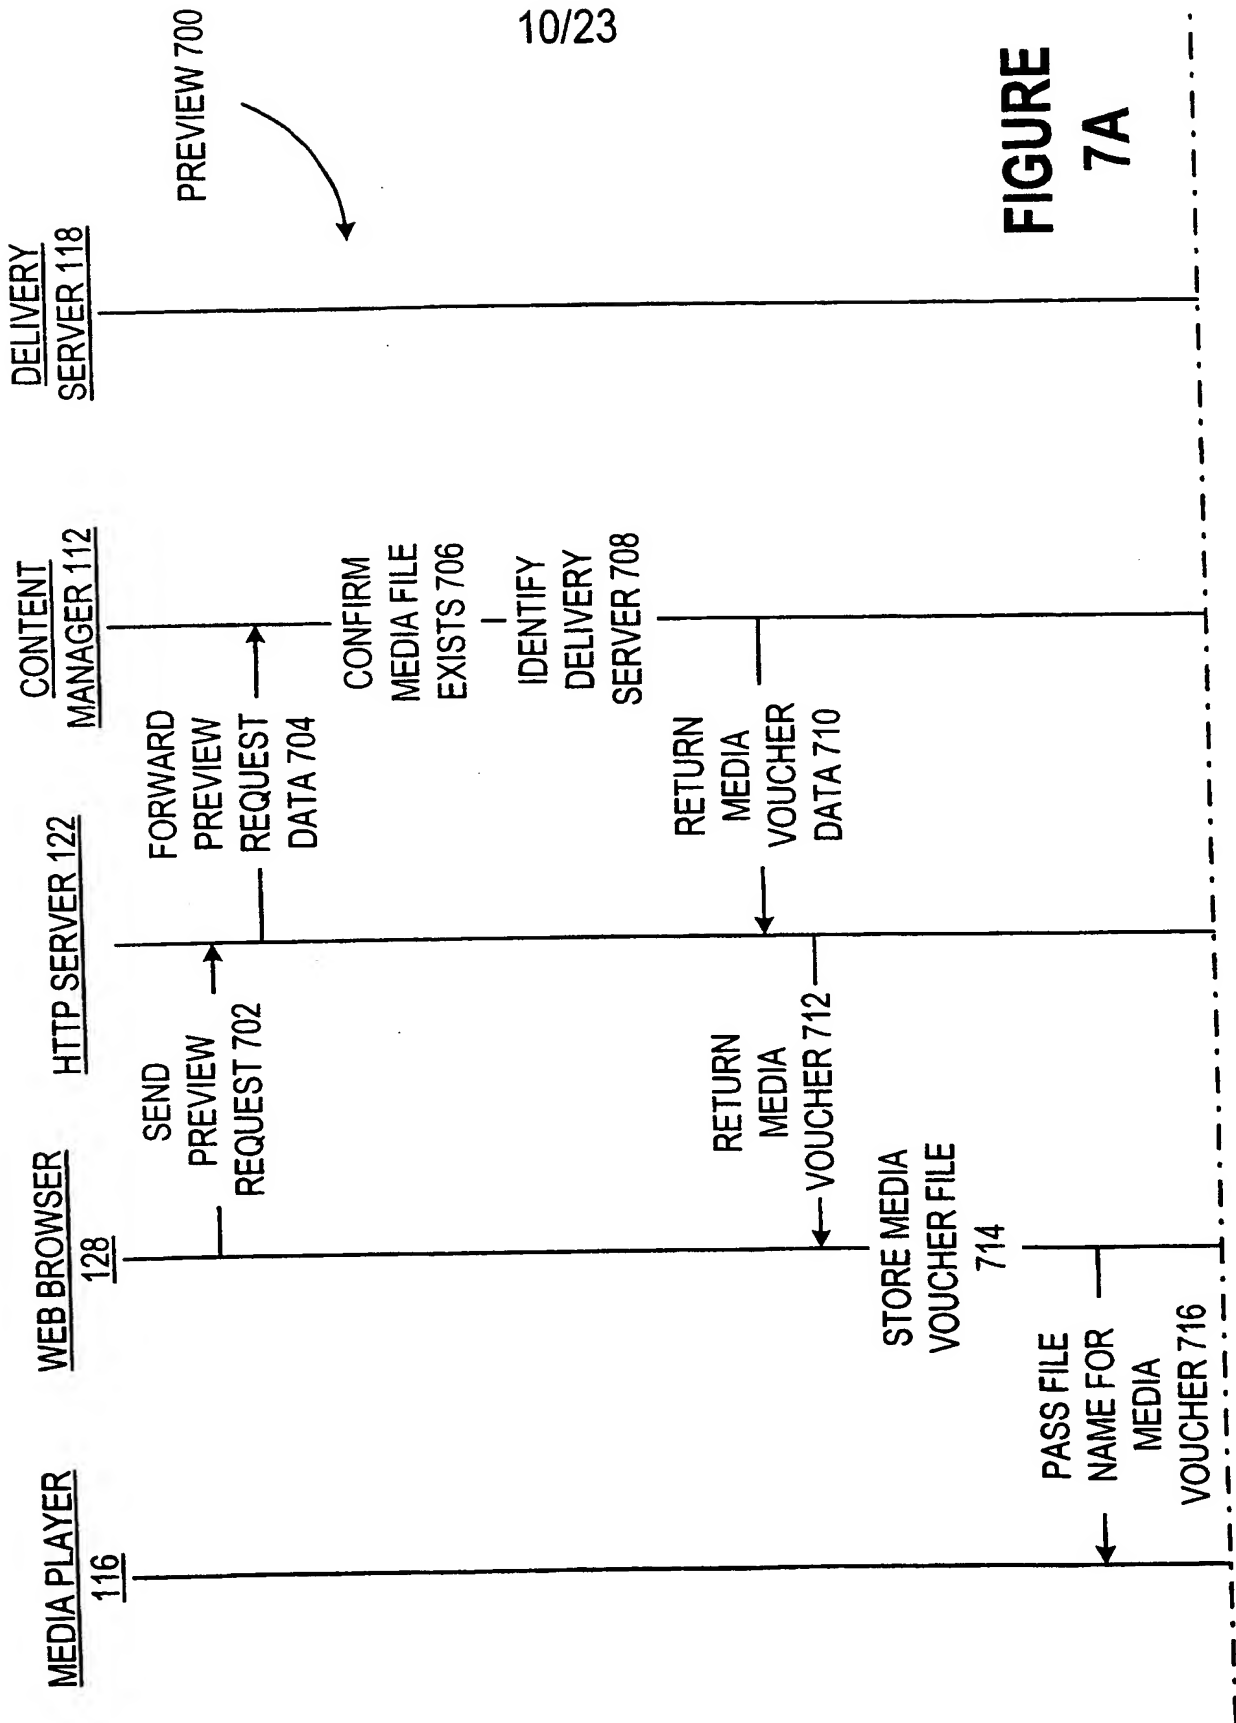 10/23
MEDIA PLAYER
116
WEB BROWSER
128
HTTP SERVER 122
CONTENT
MANAGER 112
DELIVERY
SERVER 118
PREVIEW 700
SEND
PREVIEW
REQUEST 702
FORWARD
PREVIEW
REQUEST
DATA 704
CONFIRM
MEDIA FILE
EXISTS 706
IDENTIFY
DELIVERY
SERVER 708
RETURN
MEDIA
VOUCHER
DATA 710
RETURN
MEDIA
VOUCHER 712
STORE MEDIA
VOUCHER FILE
714
PASS FILE
NAME FOR
MEDIA
VOUCHER 716
FIGURE
7A